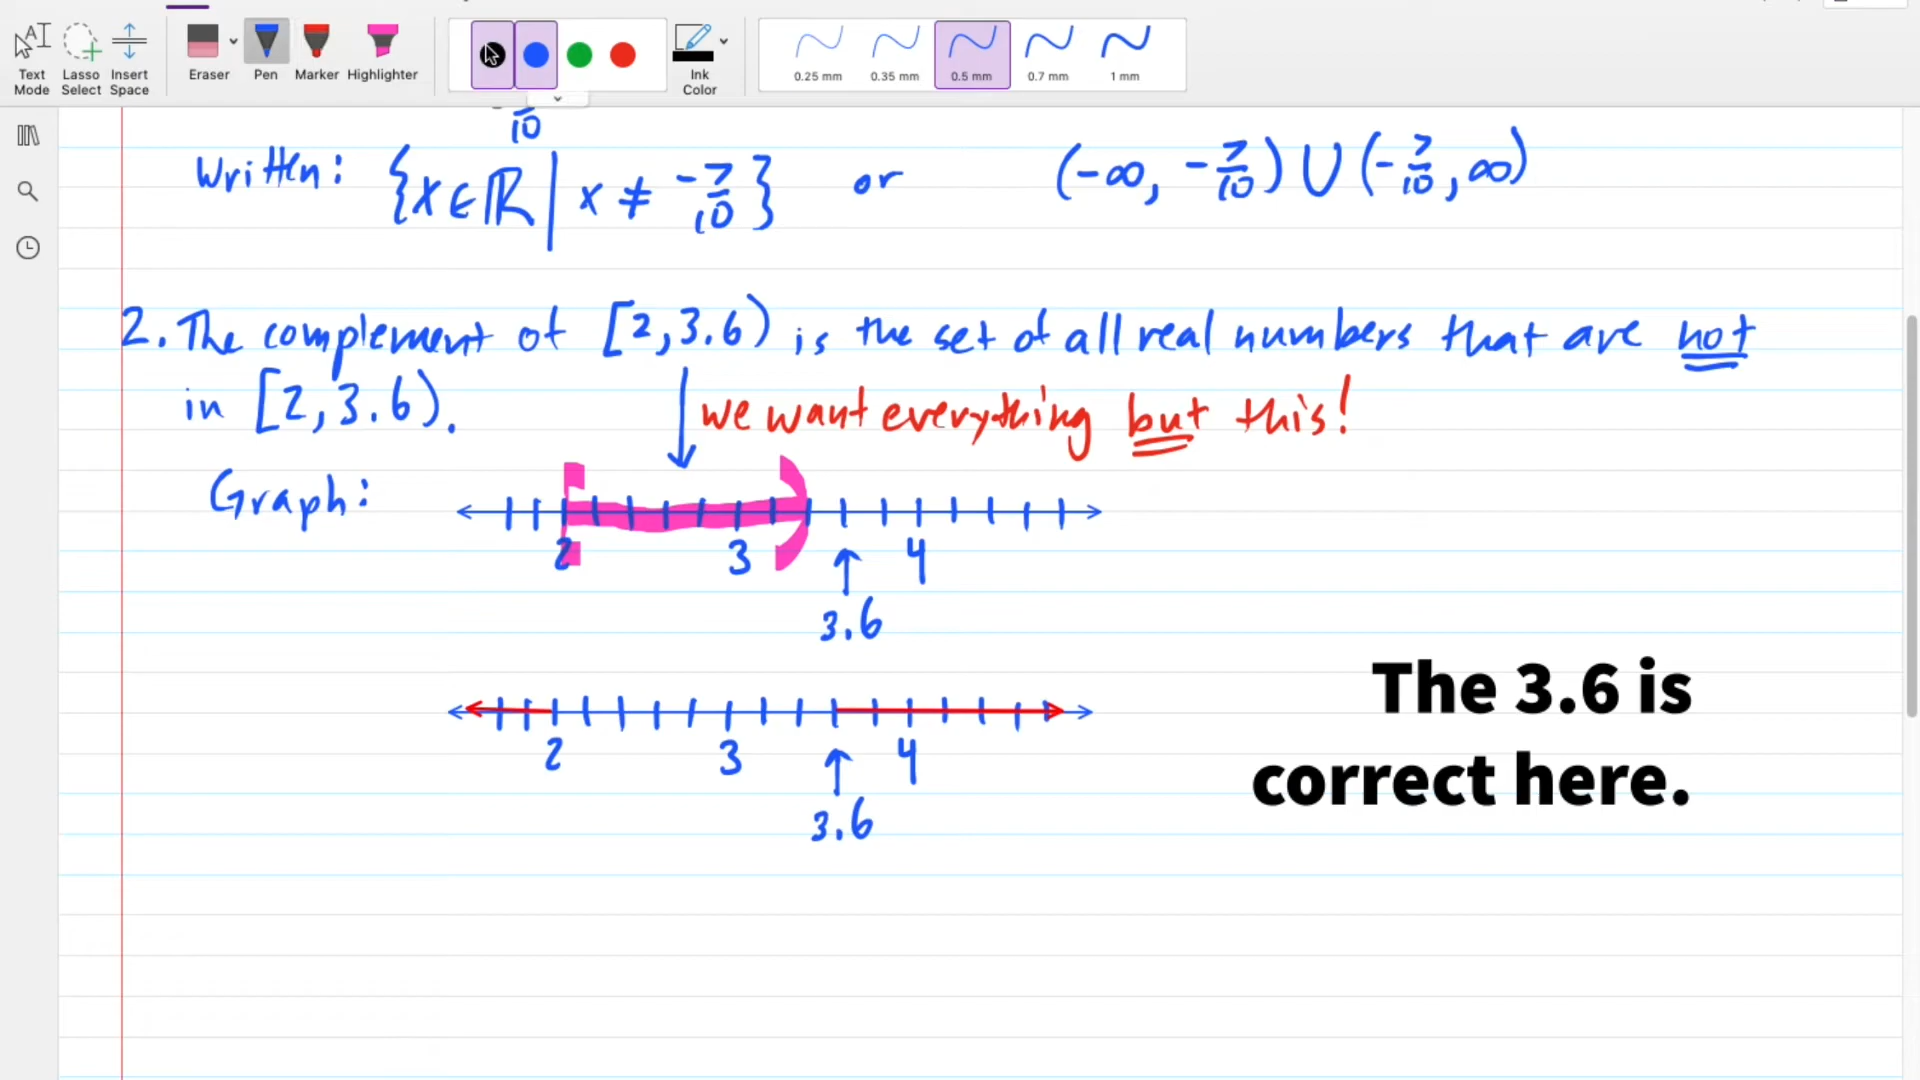 Text Mode
Lasso Select
Insert Space
Eraser
Pen
Marker
Highlighter
Ink Color
0.25 mm
0.35 mm
0.5 mm
0.7 mm
1 mm
10
Written: {x ∈ ℝ | x ≠ -7/10} or (-∞, -7/10) ∪ (-7/10, ∞)
2. The complement of [2, 3.6) is the set of all real numbers that are not
in [2, 3.6).
we want everything but this!
Graph:
2 3 4
3.6
2 3 4
3.6
The 3.6 is
correct here.